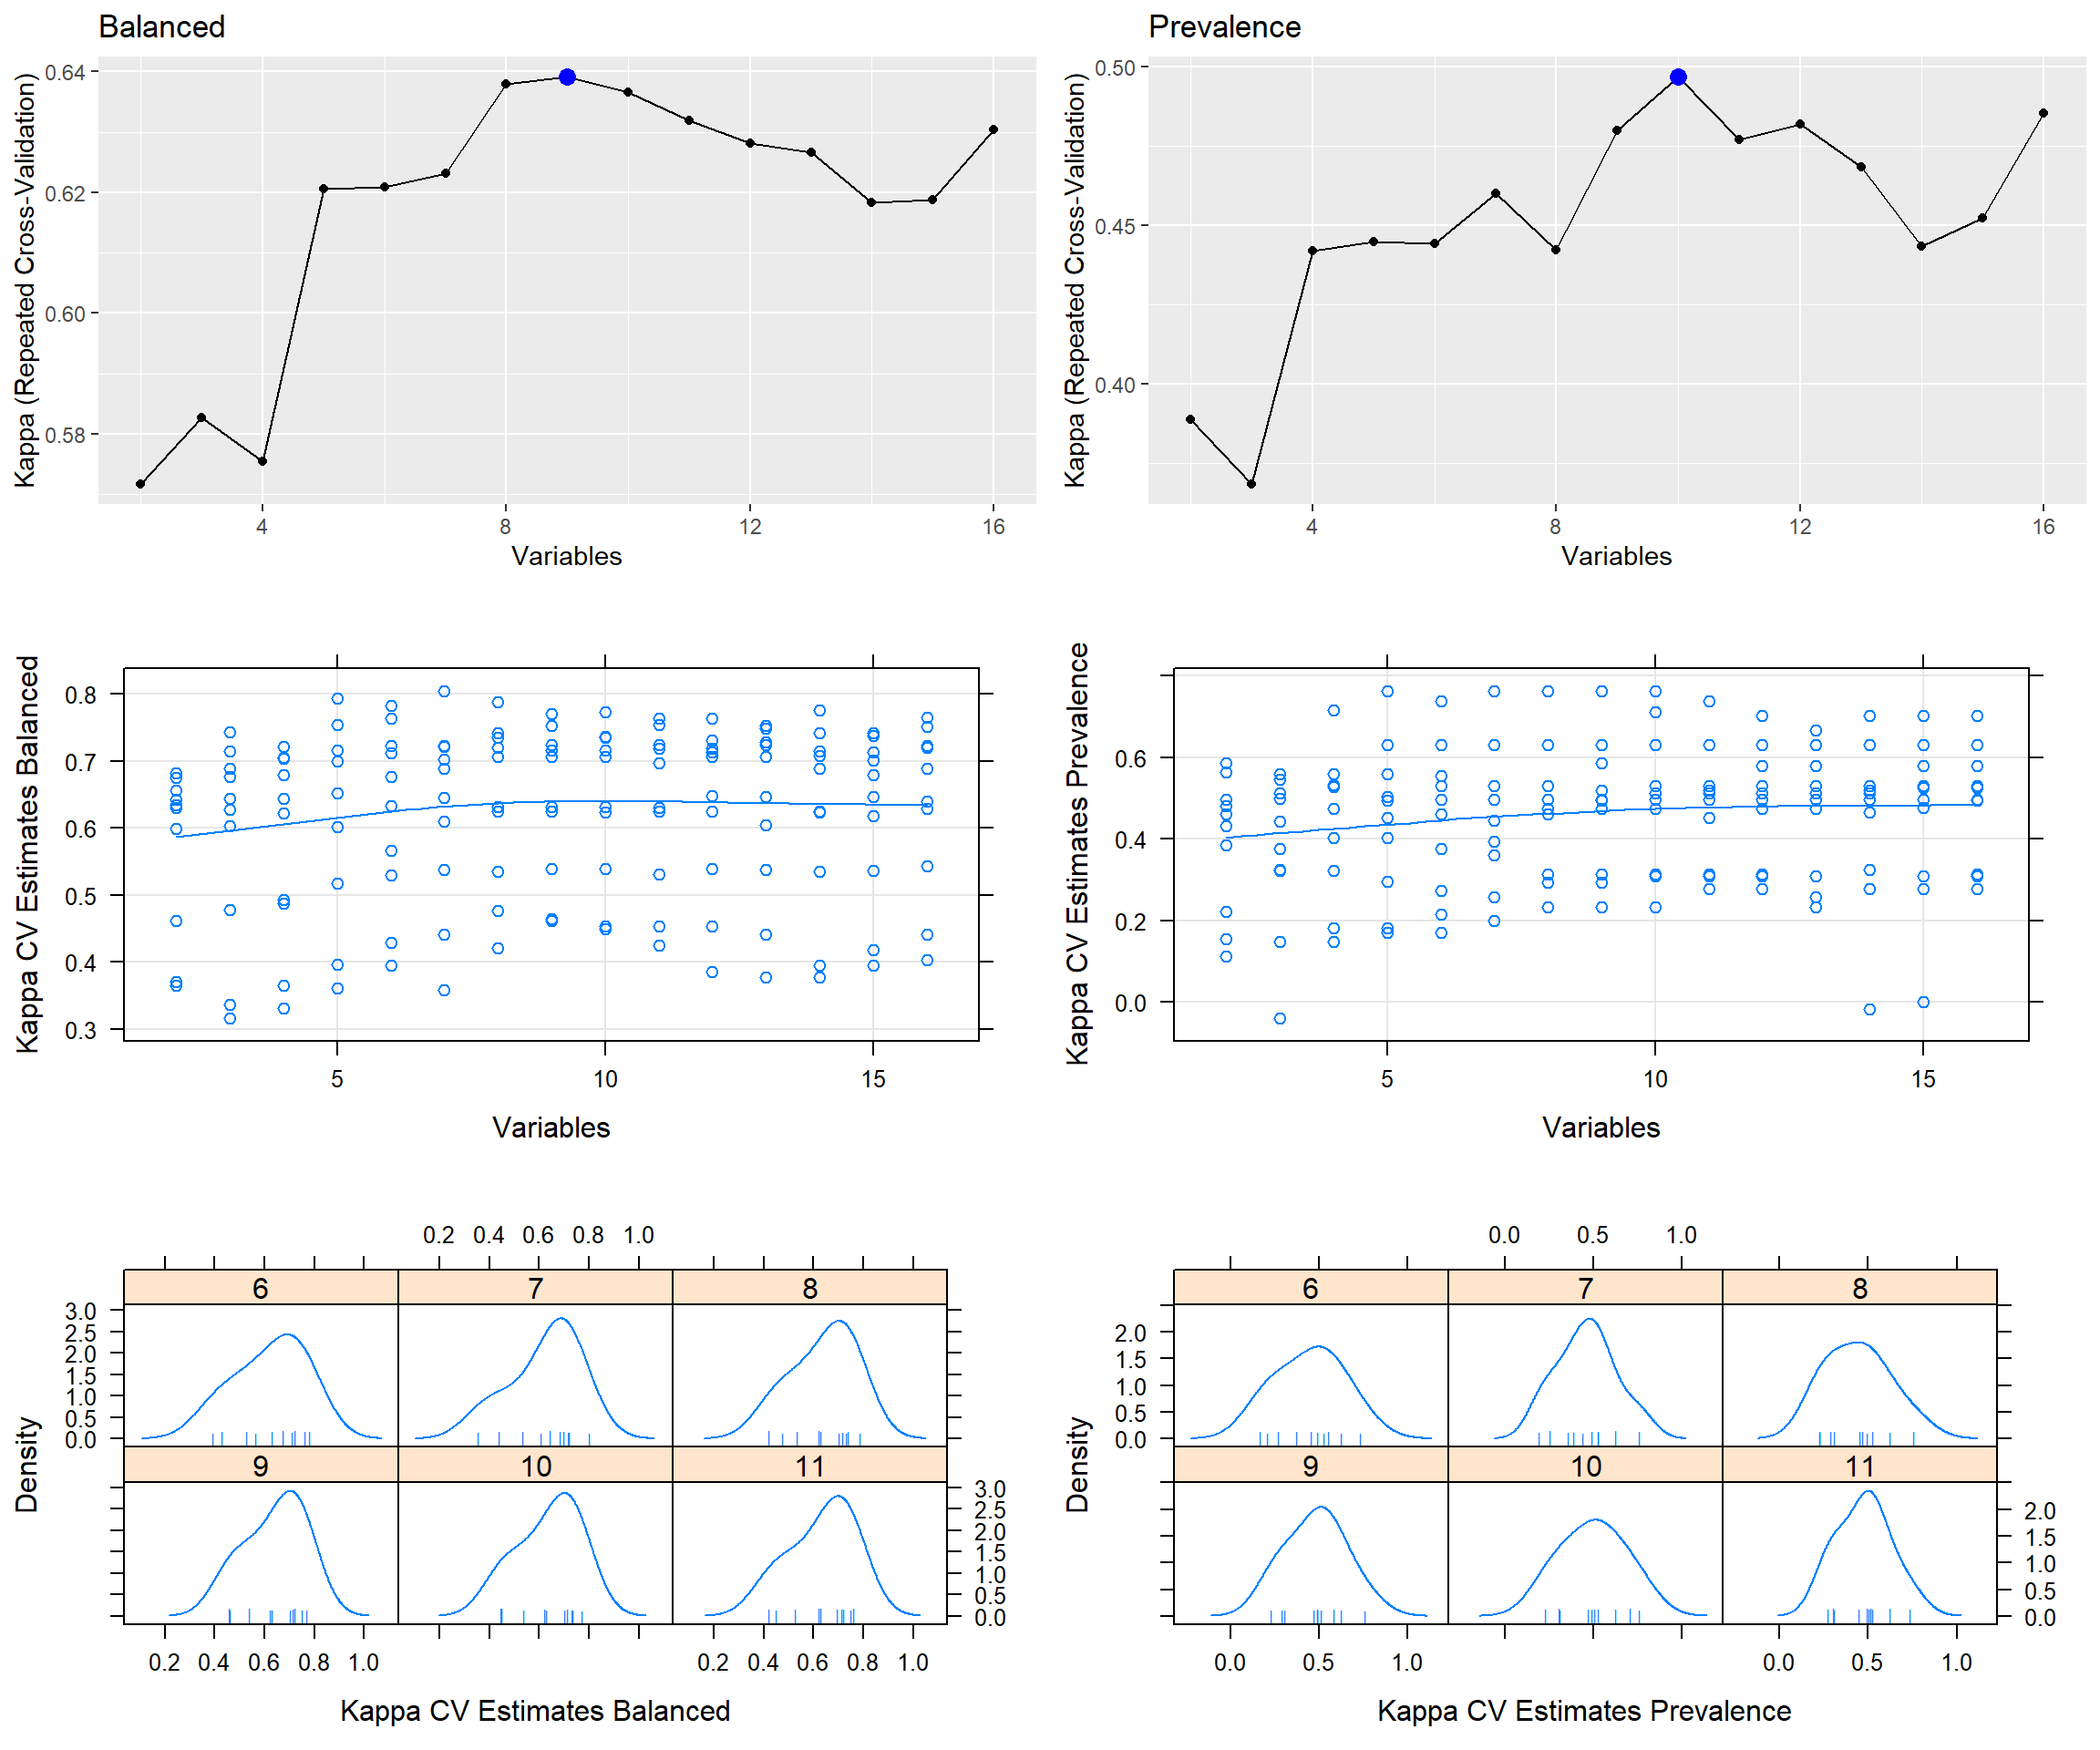 Balanced
Prevalence
Kappa (Repeated Cross-Validation)
0.64
0.62
0.60
0.58
4 8 12 16
Variables
Kappa (Repeated Cross-Validation)
0.50
0.45
0.40
4 8 12 16
Variables
Kappa CV Estimates Balanced
0.8
0.7
0.6
0.5
0.4
0.3
5 10 15
Variables
Kappa CV Estimates Prevalence
0.6
0.4
0.2
0.0
5 10 15
Variables
0.2 0.4 0.6 0.8 1.0
6 7 8
3.0
2.5
2.0
1.5
1.0
0.5
0.0
Density
9 10 11
3.0
2.5
2.0
1.5
1.0
0.5
0.0
0.2 0.4 0.6 0.8 1.0 0.2 0.4 0.6 0.8 1.0
Kappa CV Estimates Balanced
0.0 0.5 1.0
6 7 8
2.0
1.5
1.0
0.5
0.0
Density
9 10 11
2.0
1.5
1.0
0.5
0.0
0.0 0.5 1.0 0.0 0.5 1.0
Kappa CV Estimates Prevalence